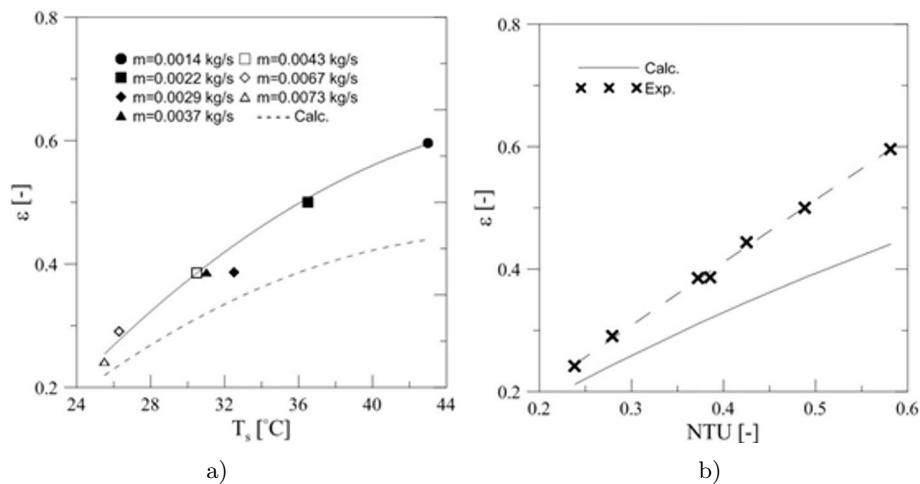 0.8
0.6
0.4
0.2
ε [-]
m=0.0014 kg/s m=0.0043 kg/s
m=0.0022 kg/s m=0.0067 kg/s
m=0.0029 kg/s m=0.0073 kg/s
m=0.0037 kg/s Calc.
24 28 32 36 40 44
Ts [°C]
a)
0.8
0.6
0.4
0.2
ε [-]
Calc.
Exp.
0.2 0.3 0.4 0.5 0.6
NTU [-]
b)